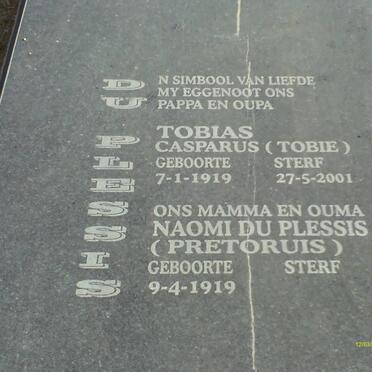 DU PLESSIS
N SIMBOOL VAN LIEFDE
MY EGGENOOT ONS
PAPPA EN OUPA
TOBIAS
CASPARUS ( TOBIE )
GEBOORTE STERF
7-1-1919 27-5-2001
ONS MAMMA EN OUMA
NAOMI DU PLESSIS
( PRETORUIS )
GEBOORTE STERF
9-4-1919